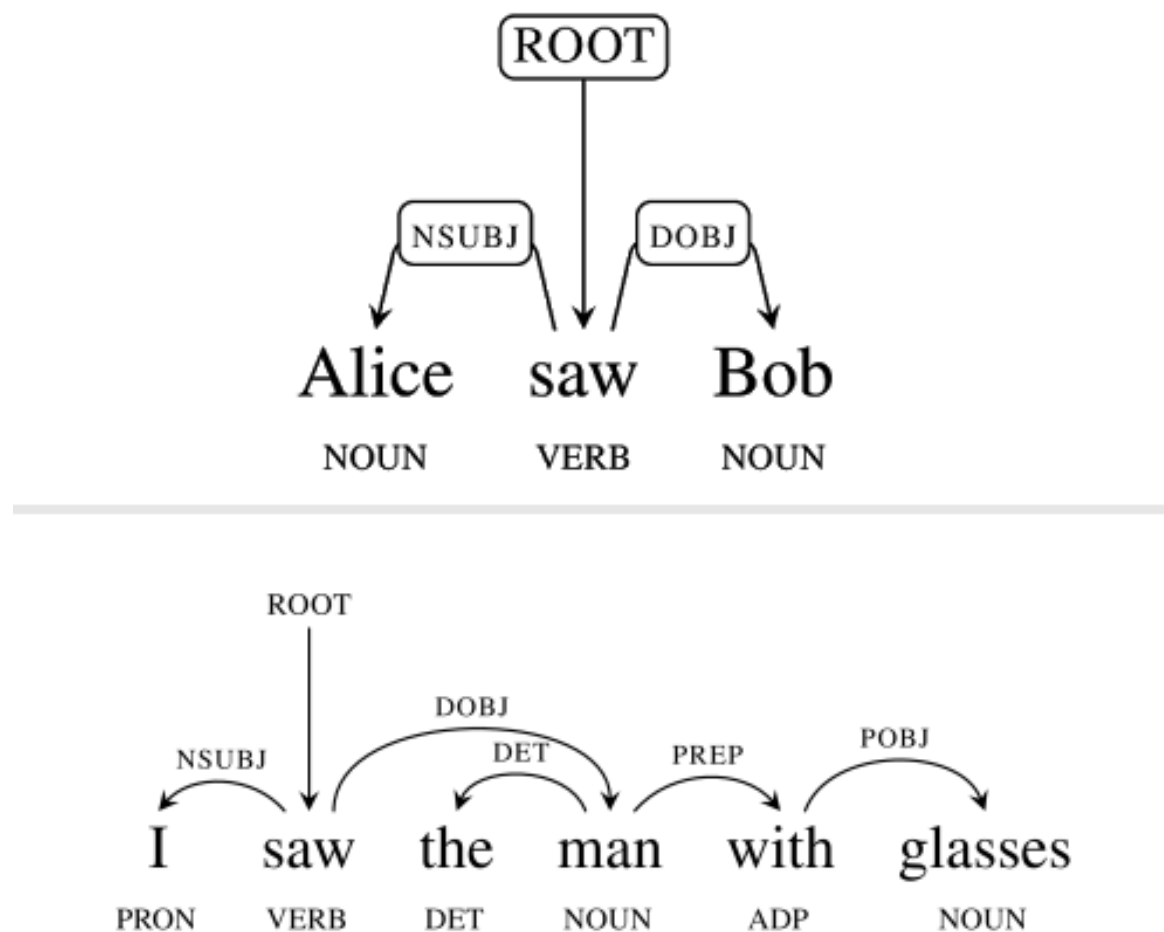 ROOT
NSUBJ DOBJ
Alice saw Bob
NOUN VERB NOUN
ROOT
DOBJ
NSUBJ DET PREP POBJ
I saw the man with glasses
PRON VERB DET NOUN ADP NOUN